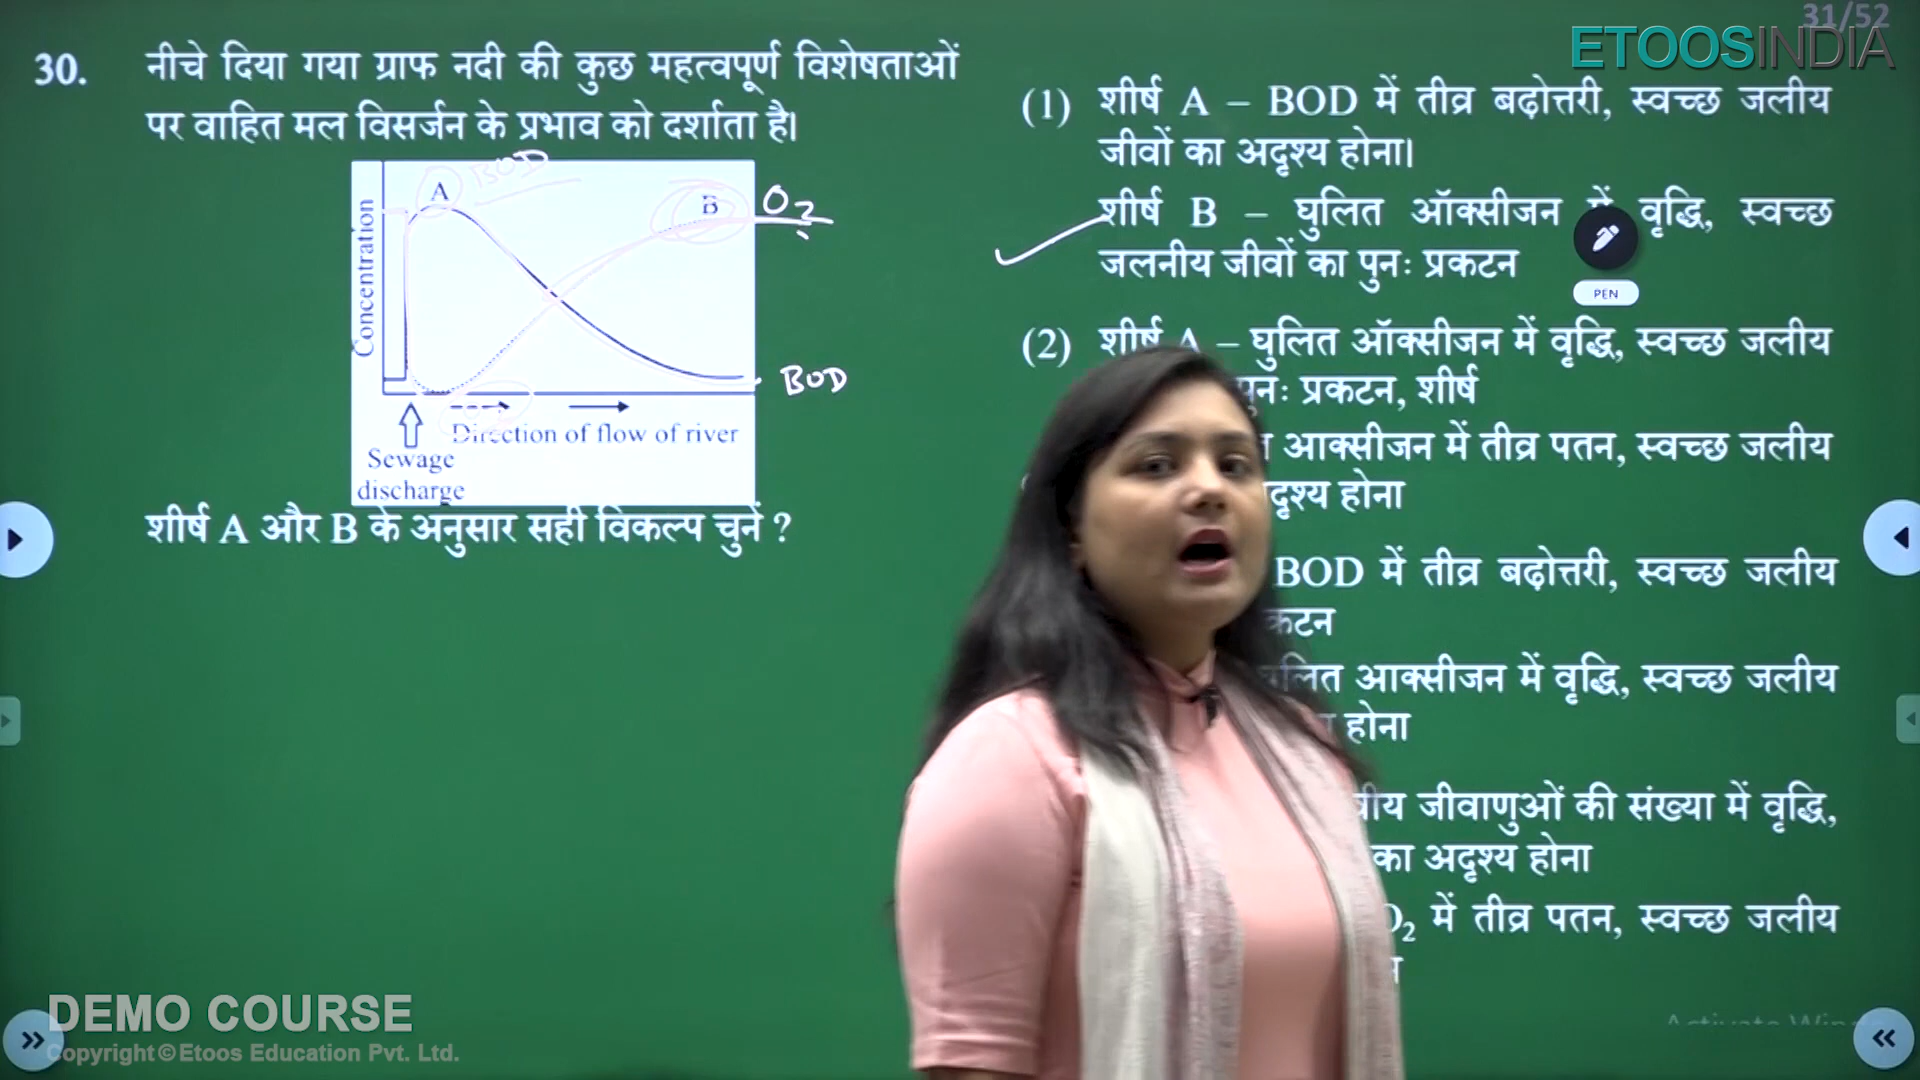 31/52
ETOOSINDIA
30. नीचे दिया गया ग्राफ नदी की कुछ महत्वपूर्ण विशेषताओं
पर वाहित मल विसर्जन के प्रभाव को दर्शाता है।
A
BOD
B
O2
Concentration
BOD
Direction of flow of river
Sewage
discharge
शीर्ष A और B के अनुसार सही विकल्प चुनें ?
(1) शीर्ष A – BOD में तीव्र बढ़ोत्तरी, स्वच्छ जलीय
जीवों का अदृश्य होना।
शीर्ष B – घुलित ऑक्सीजन में वृद्धि, स्वच्छ
जलनीय जीवों का पुनः प्रकटन
PEN
(2) शीर्ष A – घुलित ऑक्सीजन में वृद्धि, स्वच्छ जलीय
पुनः प्रकटन, शीर्ष
आक्सीजन में तीव्र पतन, स्वच्छ जलीय
होना
BOD में तीव्र बढ़ोत्तरी, स्वच्छ जलीय
आक्सीजन में वृद्धि, स्वच्छ जलीय
होना
जीवाणुओं की संख्या में वृद्धि,
का अदृश्य होना
में तीव्र पतन, स्वच्छ जलीय
DEMO COURSE
Copyright © Etoos Education Pvt. Ltd.